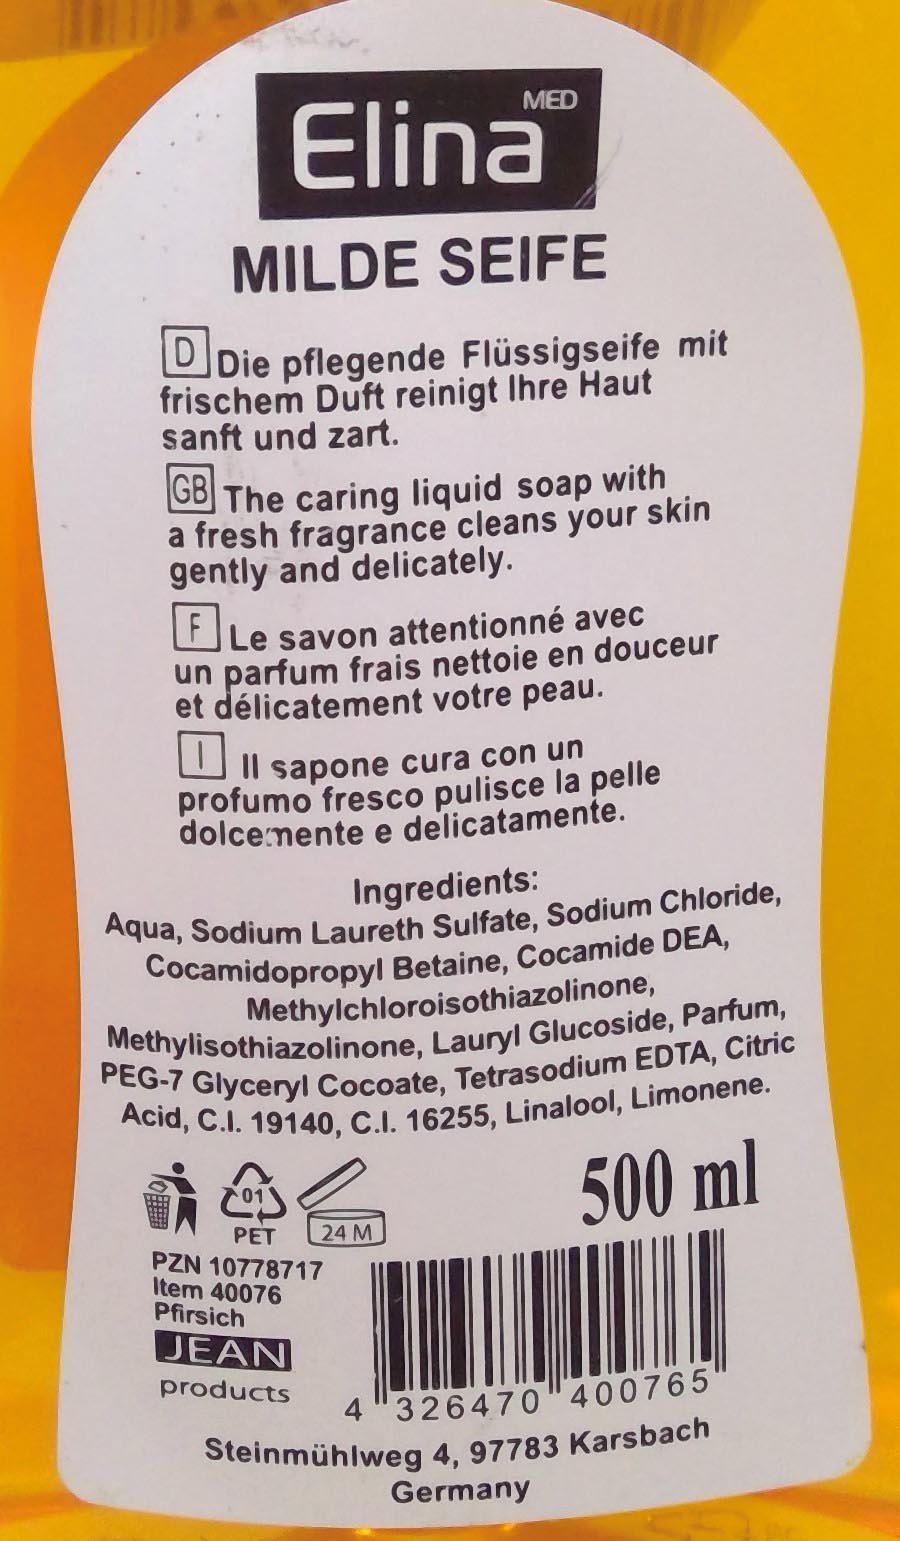 Elina MED
MILDE SEIFE
D Die pflegende Flüssigseife mit
frischem Duft reinigt Ihre Haut
sanft und zart.
GB The caring liquid soap with
a fresh fragrance cleans your skin
gently and delicately.
F Le savon attentionné avec
un parfum frais nettoie en douceur
et délicatement votre peau.
I Il sapone cura con un
profumo fresco pulisce la pelle
dolcemente e delicatamente.
Ingredients:
Aqua, Sodium Laureth Sulfate, Sodium Chloride,
Cocamidopropyl Betaine, Cocamide DEA,
Methylchloroisothiazolinone,
Methylisothiazolinone, Lauryl Glucoside, Parfum,
PEG-7 Glyceryl Cocoate, Tetrasodium EDTA, Citric
Acid, C.I. 19140, C.I. 16255, Linalool, Limonene.
01
PET
24 M
500 ml
PZN 10778717
Item 40076
Pfirsich
JEAN
products
4 326470 400765
Steinmühlweg 4, 97783 Karsbach
Germany